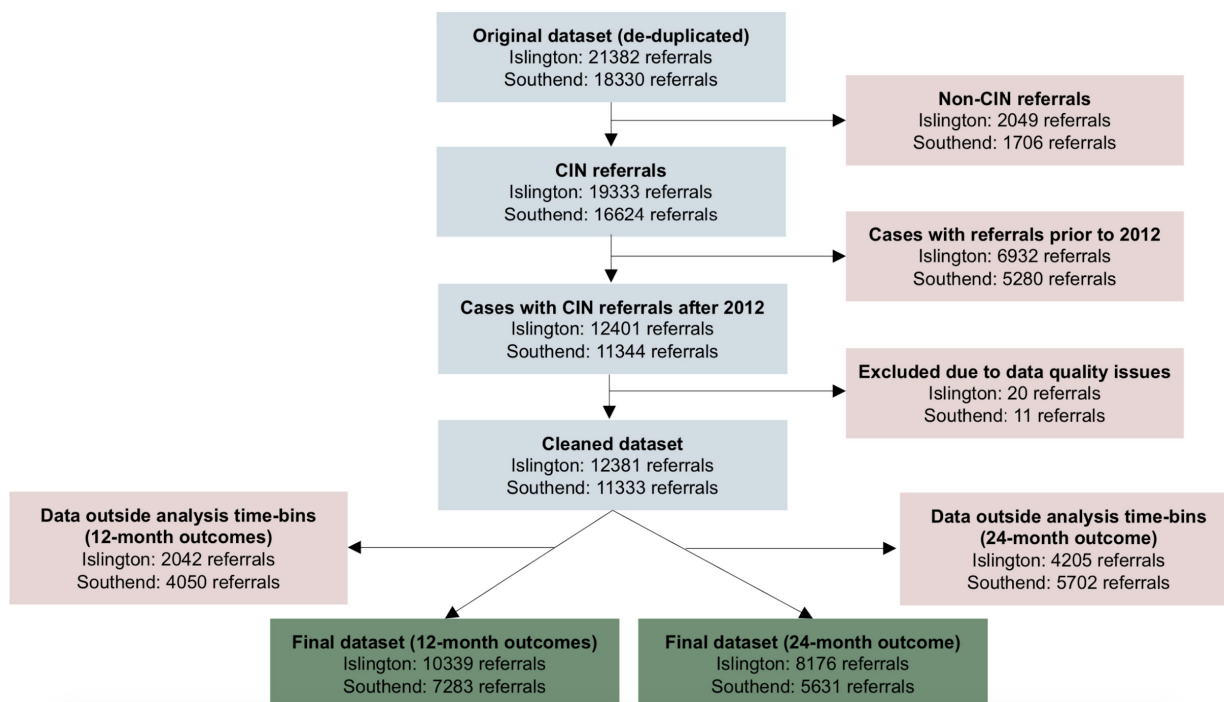 Original dataset (de-duplicated)
Islington: 21382 referrals
Southend: 18330 referrals
Non-CIN referrals
Islington: 2049 referrals
Southend: 1706 referrals
CIN referrals
Islington: 19333 referrals
Southend: 16624 referrals
Cases with referrals prior to 2012
Islington: 6932 referrals
Southend: 5280 referrals
Cases with CIN referrals after 2012
Islington: 12401 referrals
Southend: 11344 referrals
Excluded due to data quality issues
Islington: 20 referrals
Southend: 11 referrals
Cleaned dataset
Islington: 12381 referrals
Southend: 11333 referrals
Data outside analysis time-bins
(12-month outcomes)
Islington: 2042 referrals
Southend: 4050 referrals
Data outside analysis time-bins
(24-month outcome)
Islington: 4205 referrals
Southend: 5702 referrals
Final dataset (12-month outcomes)
Islington: 10339 referrals
Southend: 7283 referrals
Final dataset (24-month outcome)
Islington: 8176 referrals
Southend: 5631 referrals